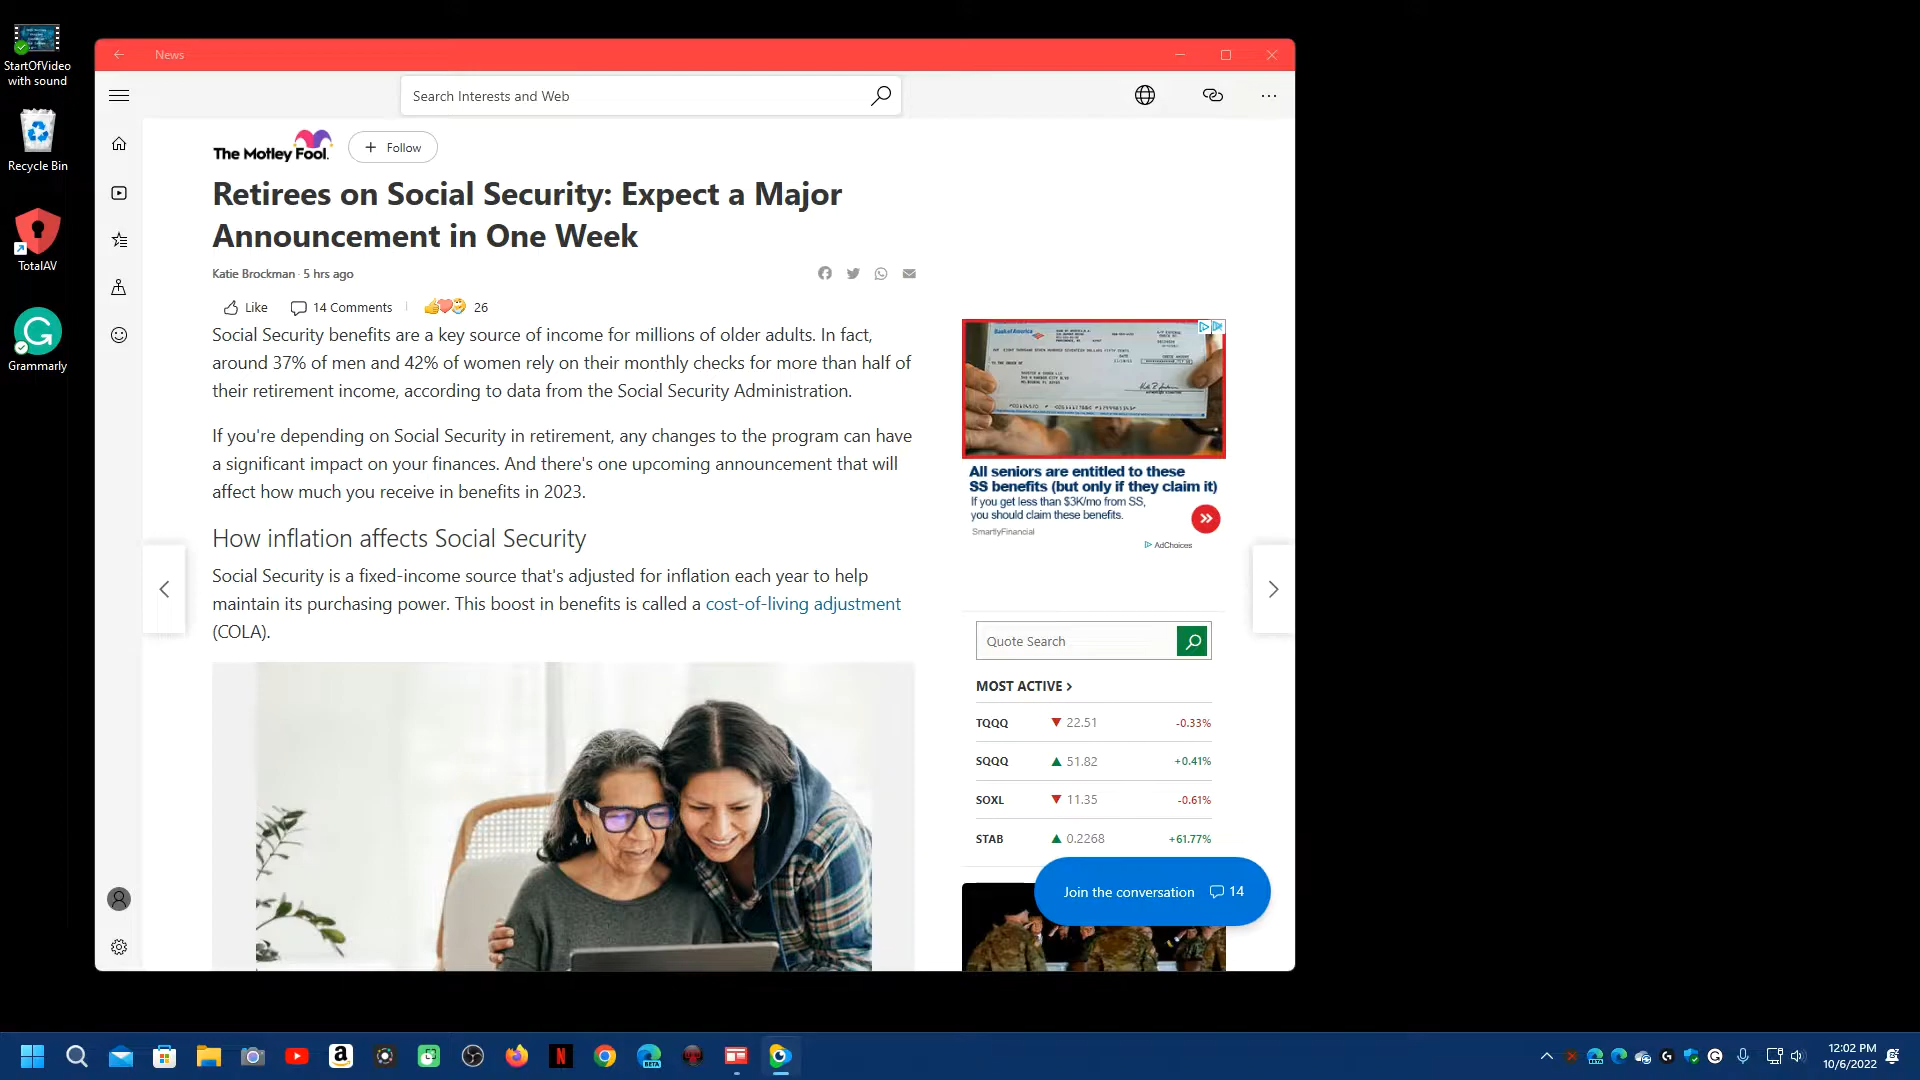 StartOfVideo
with sound
Recycle Bin
TotalAV
Grammarly
News
Search Interests and Web
The Motley Fool.
Follow
Retirees on Social Security: Expect a Major
Announcement in One Week
Katie Brockman · 5 hrs ago
Like
14 Comments
26
Social Security benefits are a key source of income for millions of older adults. In fact,
around 37% of men and 42% of women rely on their monthly checks for more than half of
their retirement income, according to data from the Social Security Administration.
If you're depending on Social Security in retirement, any changes to the program can have
a significant impact on your finances. And there's one upcoming announcement that will
affect how much you receive in benefits in 2023.
How inflation affects Social Security
Social Security is a fixed-income source that's adjusted for inflation each year to help
maintain its purchasing power. This boost in benefits is called a cost-of-living adjustment
(COLA).
Bank of America
All seniors are entitled to these
SS benefits (but only if they claim it)
If you get less than $3K/mo from SS,
you should claim these benefits.
SmartlyFinancial
AdChoices
Quote Search
MOST ACTIVE >
TQQQ 22.51 -0.33%
SQQQ 51.82 +0.41%
SOXL 11.35 -0.61%
STAB 0.2268 +61.77%
Join the conversation 14
12:02 PM
10/6/2022